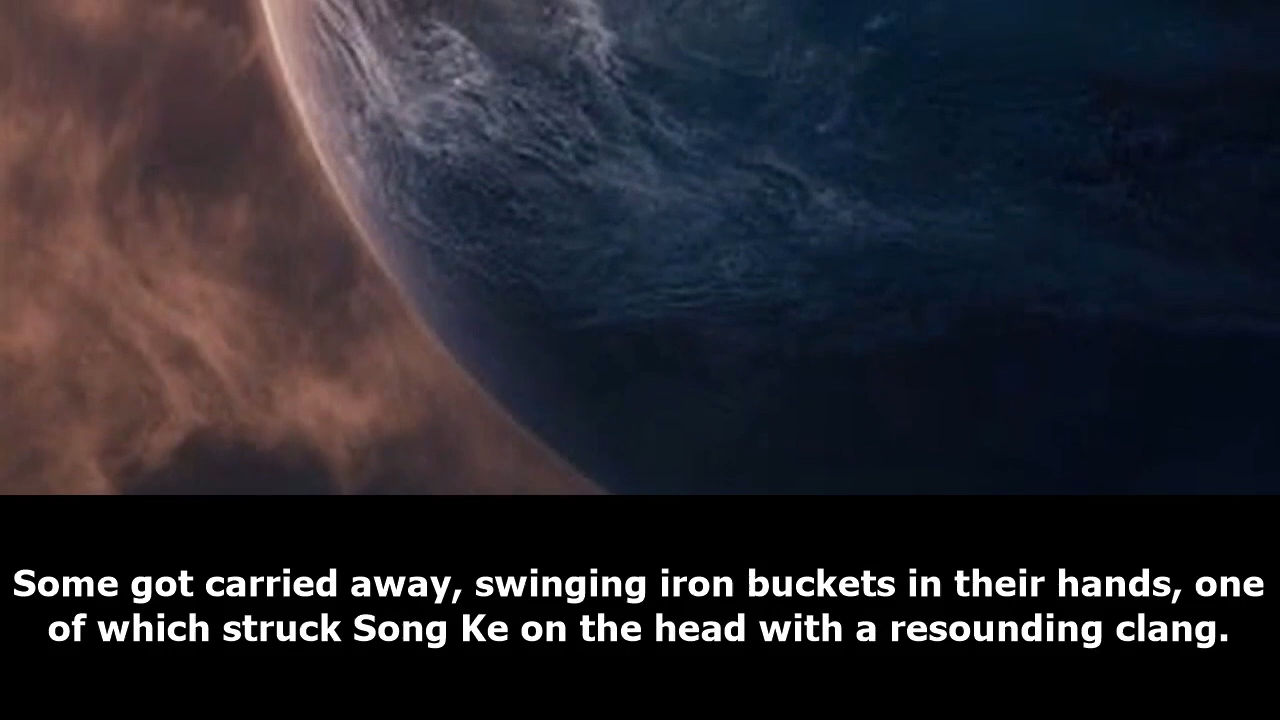 Some got carried away, swinging iron buckets in their hands, one
of which struck Song Ke on the head with a resounding clang.